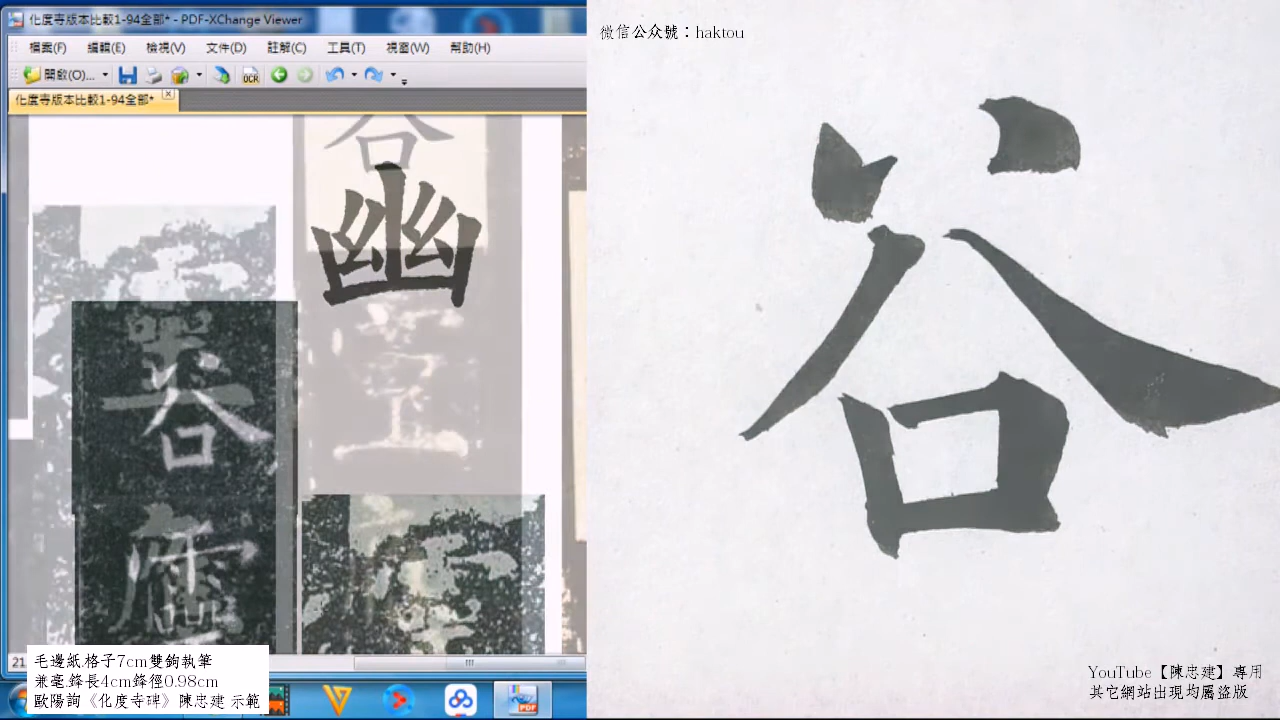 化度寺版本比較1-94全部* - PDF-XChange Viewer
檔案(F) 編輯(E) 檢視(V) 文件(D) 註解(C) 工具(T) 視窗(W) 幫助(H)
開啟(O)...
OCR
化度寺版本比較1-94全部*
谷
幽
谷
21
毛邊紙格子7cm雙鉤執筆
兼毫鋒長4cm鋒徑0.98cm
歐陽詢《化度寺碑》陳忠建 示範
PDF
微信公众號：haktou
谷
YouTube【陳忠建】專用
其它網站出現均屬盜版